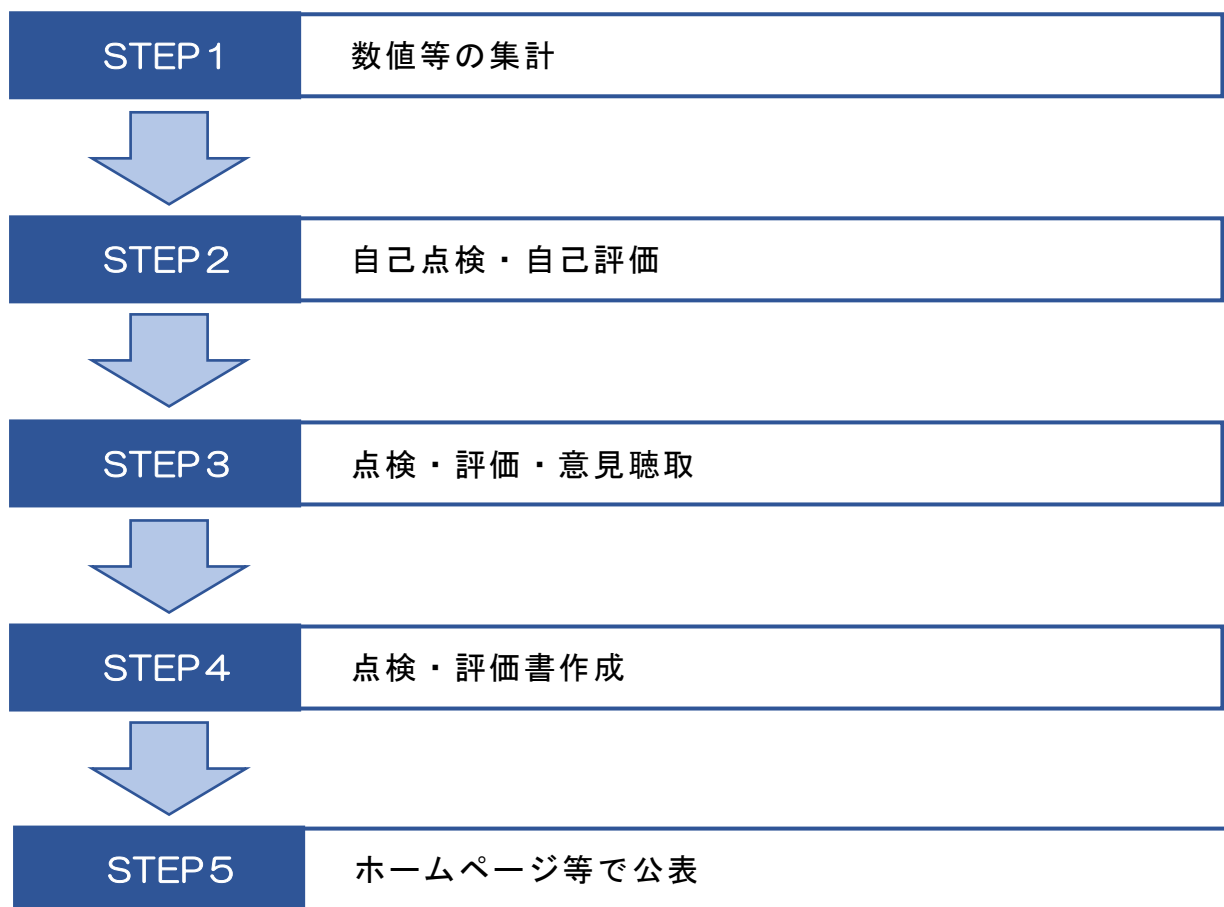 STEP1 数値等の集計
STEP2 自己点検・自己評価
STEP3 点検・評価・意見聴取
STEP4 点検・評価書作成
STEP5 ホームページ等で公表